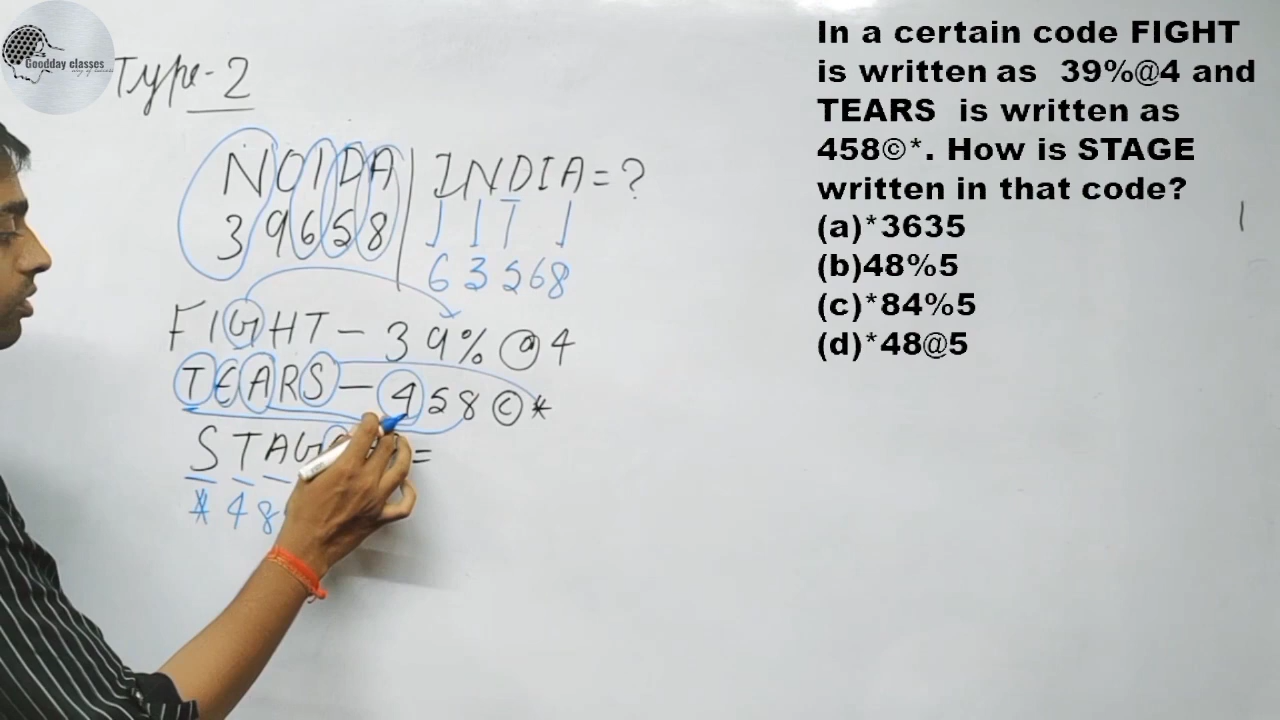 Goodday classes
Type-2
NOIDA
39658
INDIA=?
63568
FIGHT - 39%@4
TEARS - 458©*
STAG =
*48
In a certain code FIGHT
is written as 39%@4 and
TEARS is written as
458©*. How is STAGE
written in that code?
(a)*3635
(b)48%5
(c)*84%5
(d)*48@5